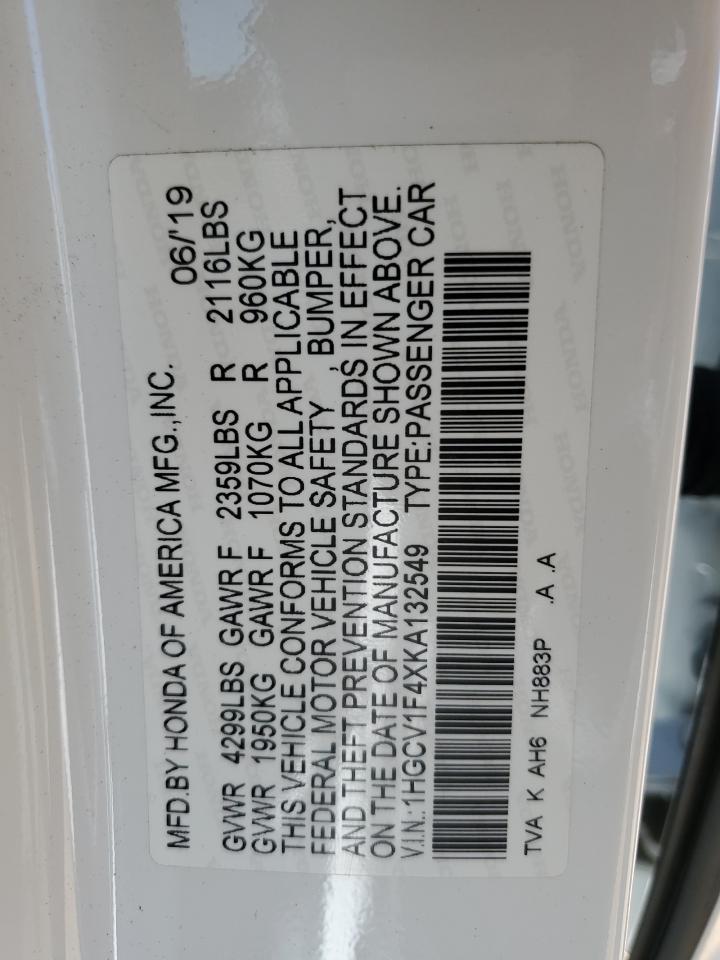 MFD.BY HONDA OF AMERICA MFG.,INC. 06/'19
GVWR 4299LBS GAWR F 2359LBS R 2116LBS
GVWR 1950KG GAWR F 1070KG R 960KG
THIS VEHICLE CONFORMS TO ALL APPLICABLE
FEDERAL MOTOR VEHICLE SAFETY , BUMPER,
AND THEFT PREVENTION STANDARDS IN EFFECT
ON THE DATE OF MANUFACTURE SHOWN ABOVE.
V.I.N.:1HGCV1F4XKA132549 TYPE:PASSENGER CAR
TVA K AH6 NH883P .A .A